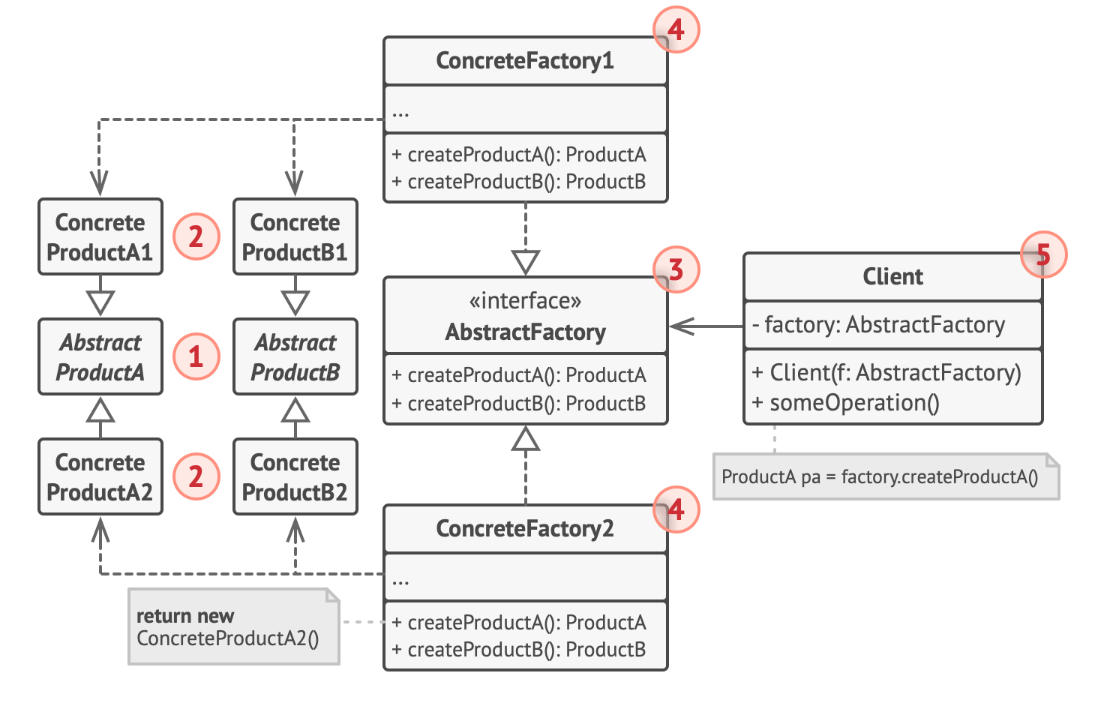 4
ConcreteFactory1
...
+ createProductA(): ProductA
+ createProductB(): ProductB
Concrete
ProductA1
2
Concrete
ProductB1
3
«interface»
AbstractFactory
+ createProductA(): ProductA
+ createProductB(): ProductB
5
Client
- factory: AbstractFactory
+ Client(f: AbstractFactory)
+ someOperation()
Abstract
ProductA
1
Abstract
ProductB
Concrete
ProductA2
2
Concrete
ProductB2
ProductA pa = factory.createProductA()
4
ConcreteFactory2
...
+ createProductA(): ProductA
+ createProductB(): ProductB
return new
ConcreteProductA2()